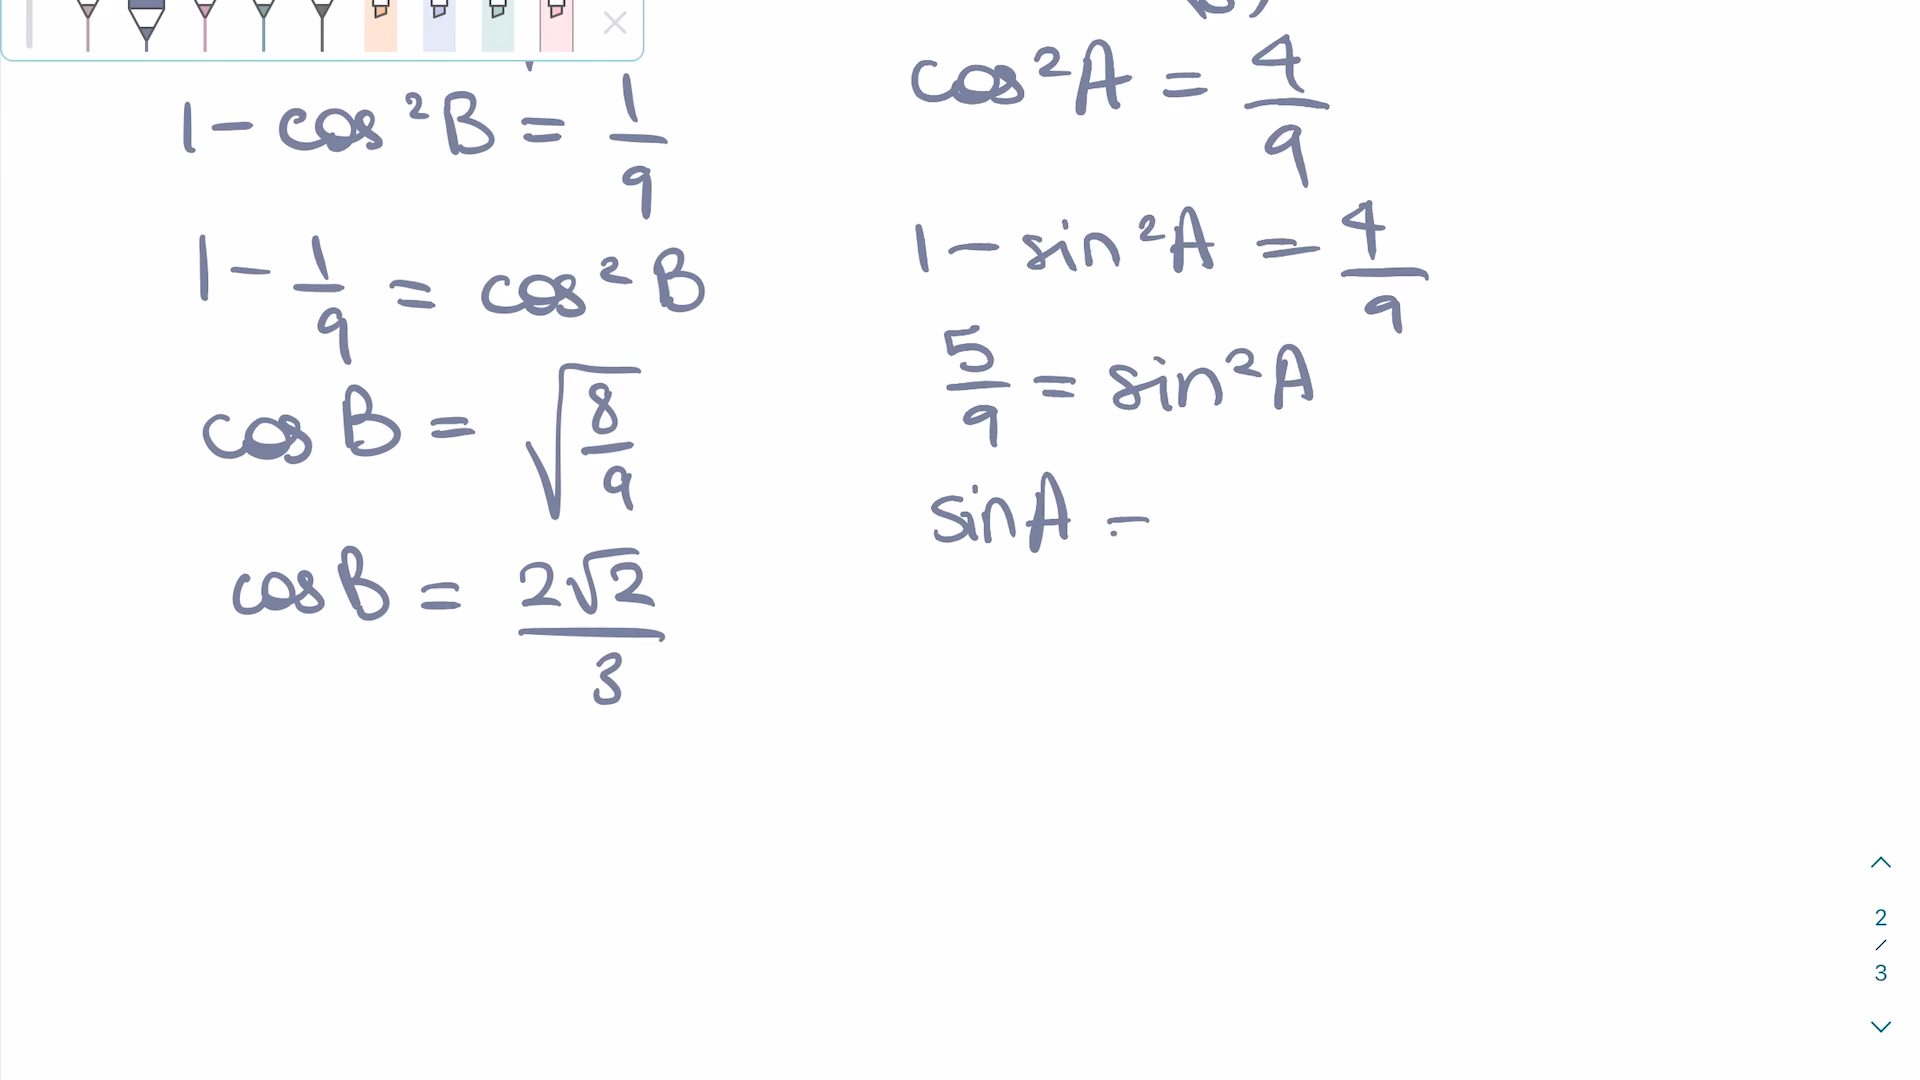 1 - cos²B = 1/9
1 - 1/9 = cos²B
cos B = √(8/9)
cos B = 2√2/3
cos²A = 4/9
1 - sin²A = 4/9
5/9 = sin²A
sin A =
2
/
3